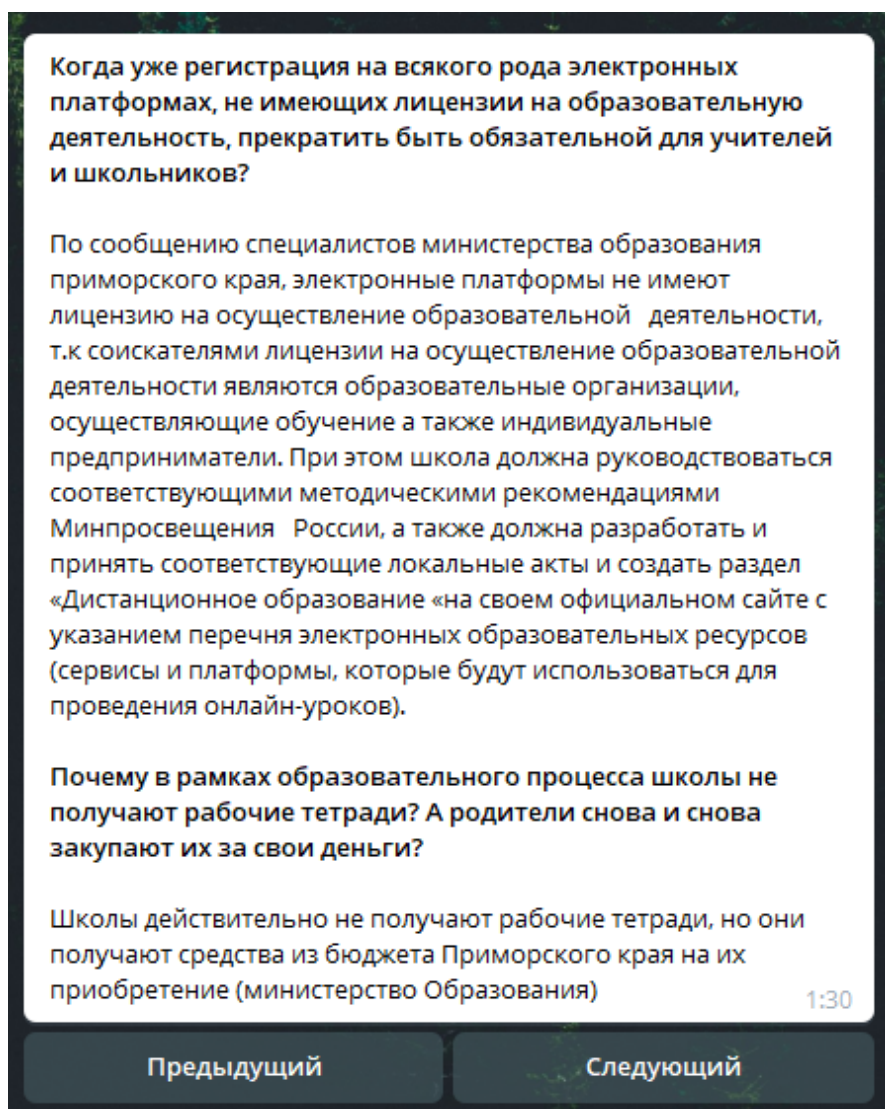 Когда уже регистрация на всякого рода электронных
платформах, не имеющих лицензии на образовательную
деятельность, прекратить быть обязательной для учителей
и школьников?
По сообщению специалистов министерства образования
приморского края, электронные платформы не имеют
лицензию на осуществление образовательной деятельности,
т.к соискателями лицензии на осуществление образовательной
деятельности являются образовательные организации,
осуществляющие обучение а также индивидуальные
предприниматели. При этом школа должна руководствоваться
соответствующими методическими рекомендациями
Минпросвещения России, а также должна разработать и
принять соответствующие локальные акты и создать раздел
«Дистанционное образование «на своем официальном сайте с
указанием перечня электронных образовательных ресурсов
(сервисы и платформы, которые будут использоваться для
проведения онлайн-уроков).
Почему в рамках образовательного процесса школы не
получают рабочие тетради? А родители снова и снова
закупают их за свои деньги?
Школы действительно не получают рабочие тетради, но они
получают средства из бюджета Приморского края на их
приобретение (министерство Образования)
1:30
Предыдущий Следующий